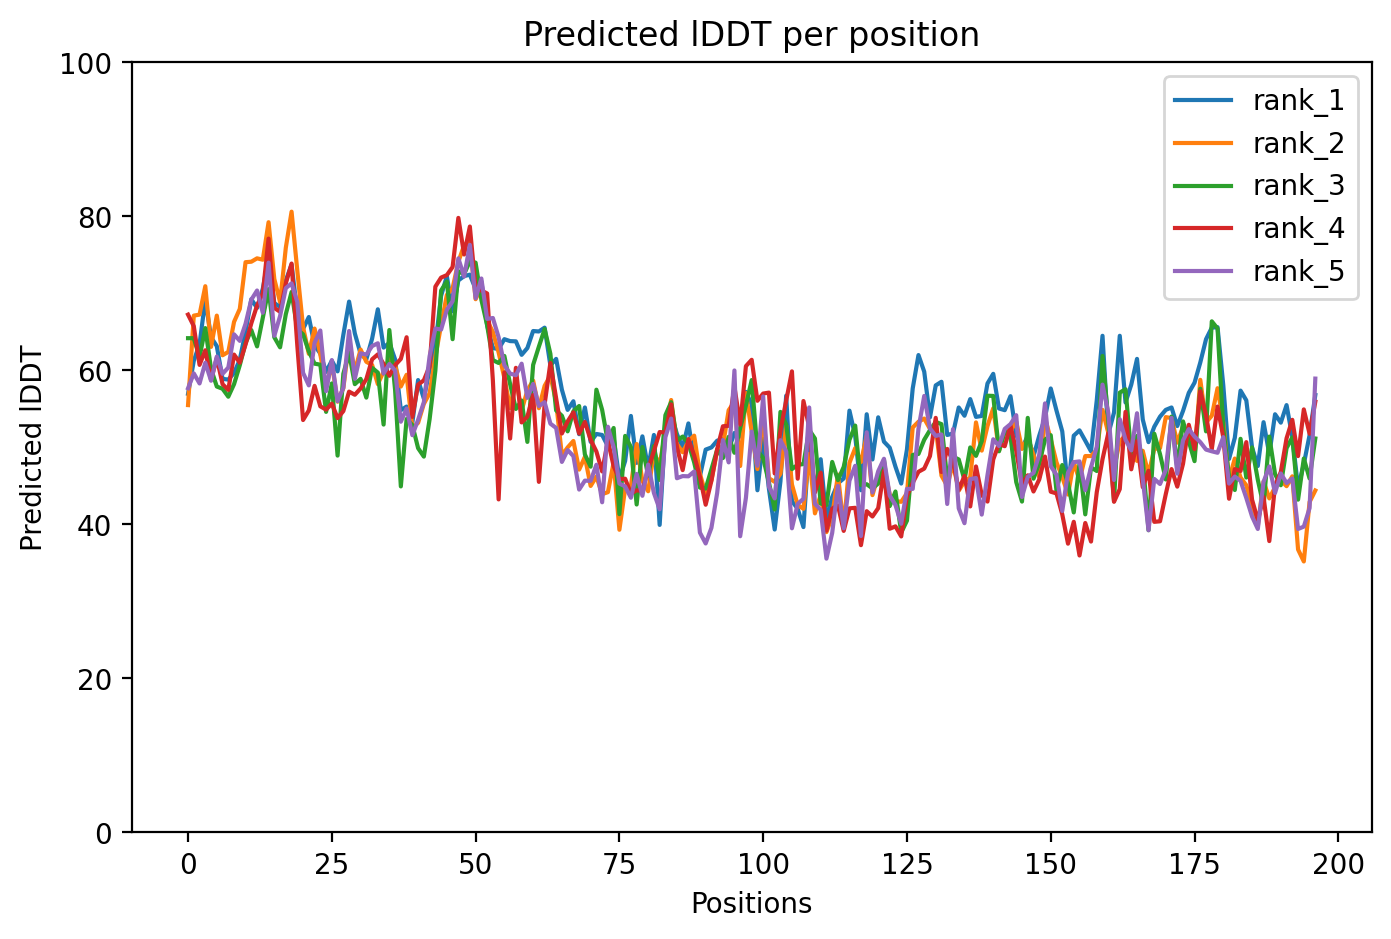 Predicted lDDT per position
100
80
60
40
20
0
Predicted lDDT
0 25 50 75 100 125 150 175 200
Positions
rank_1
rank_2
rank_3
rank_4
rank_5